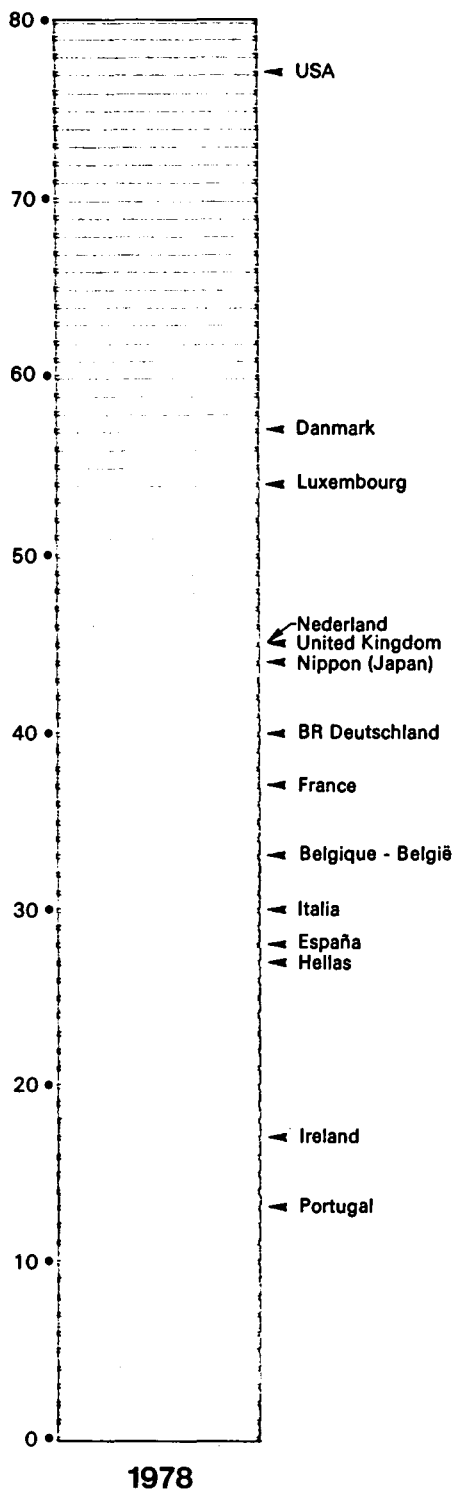 80
USA
70
60
Danmark
Luxembourg
50
Nederland
United Kingdom
Nippon (Japan)
40
BR Deutschland
France
Belgique - België
30
Italia
España
Hellas
20
Ireland
Portugal
10
0
1978